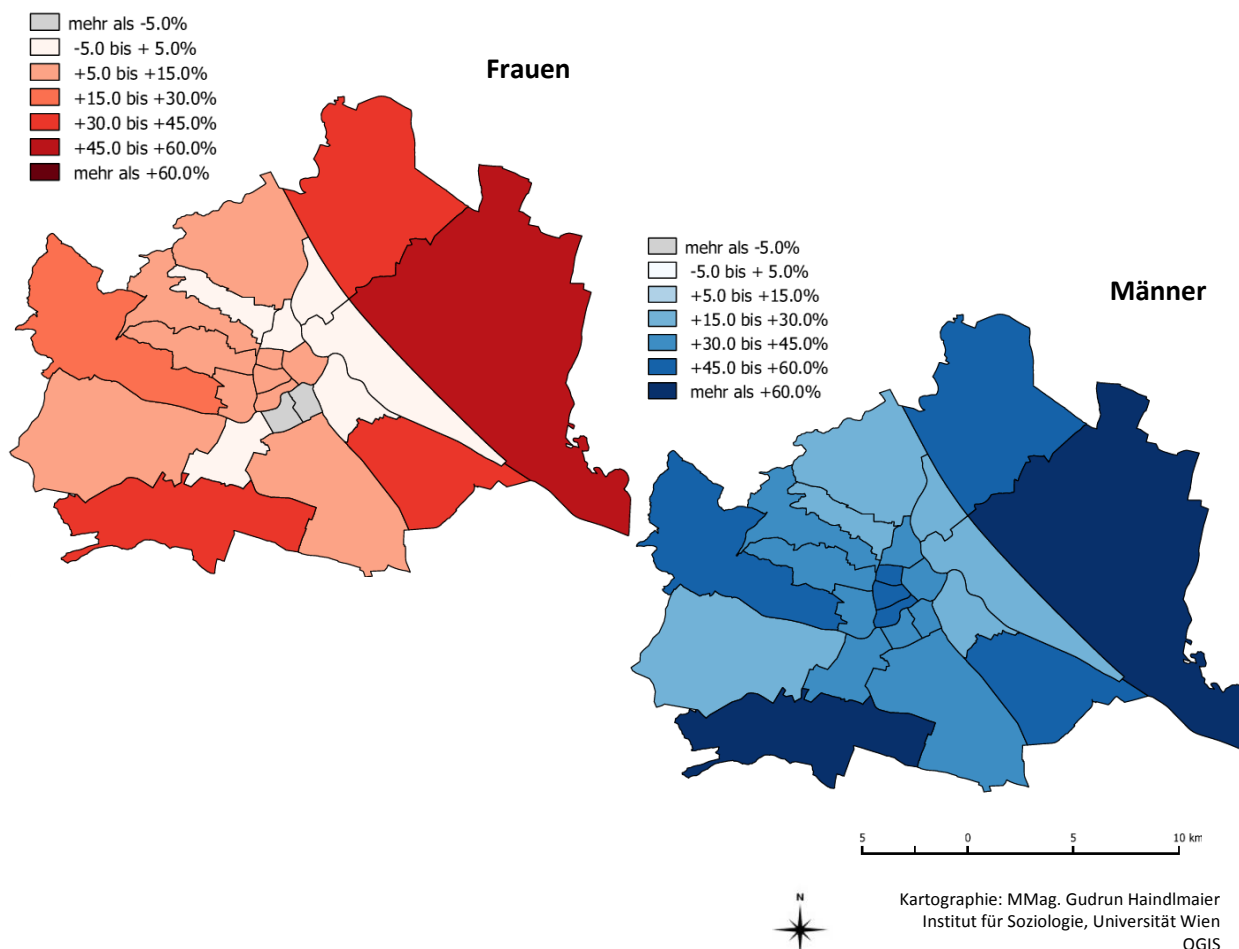 mehr als -5.0%
-5.0 bis + 5.0%
+5.0 bis +15.0%
+15.0 bis +30.0%
+30.0 bis +45.0%
+45.0 bis +60.0%
mehr als +60.0%
Frauen
mehr als -5.0%
-5.0 bis + 5.0%
+5.0 bis +15.0%
+15.0 bis +30.0%
+30.0 bis +45.0%
+45.0 bis +60.0%
mehr als +60.0%
Männer
5 0 5 10 km
N
Kartographie: MMag. Gudrun Haindlmaier
Institut für Soziologie, Universität Wien
QGIS